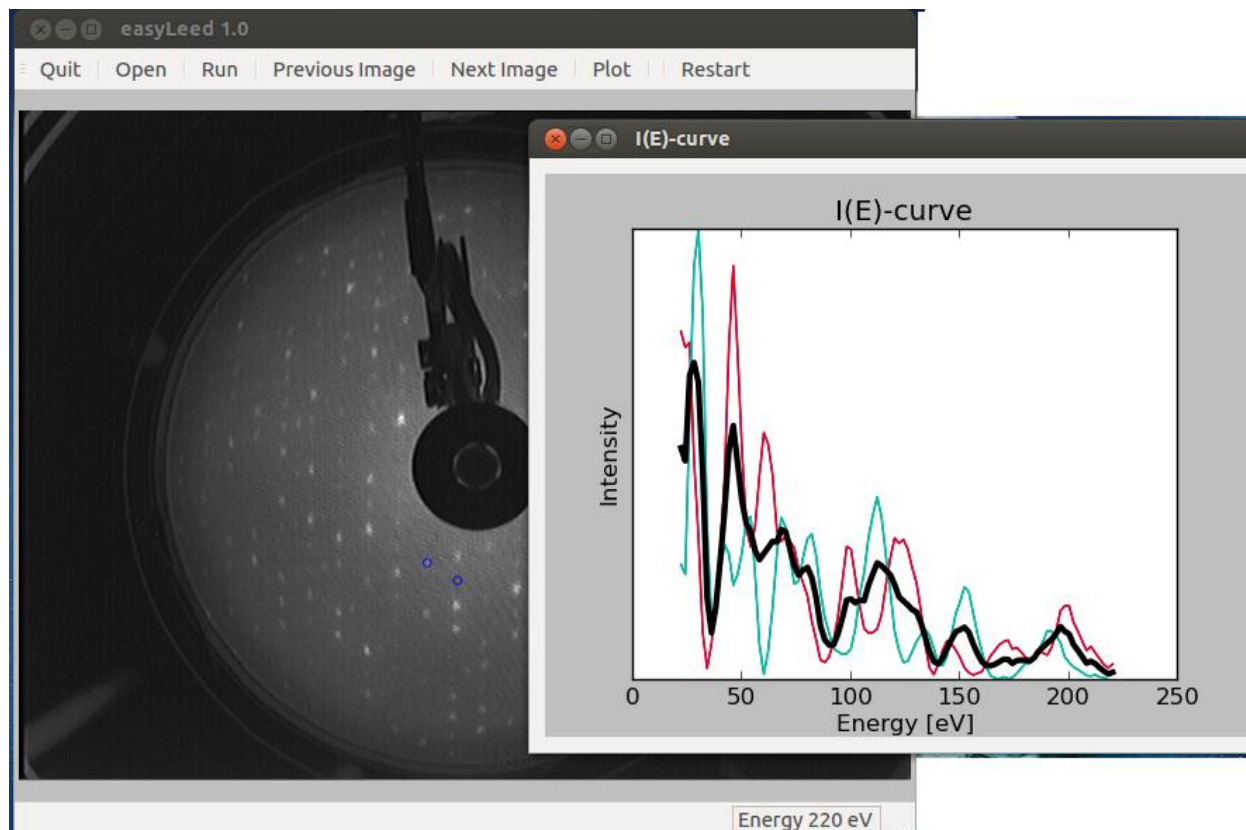 easyLeed 1.0
Quit Open Run Previous Image Next Image Plot Restart
I(E)-curve
I(E)-curve
Intensity
0 50 100 150 200 250
Energy [eV]
Energy 220 eV